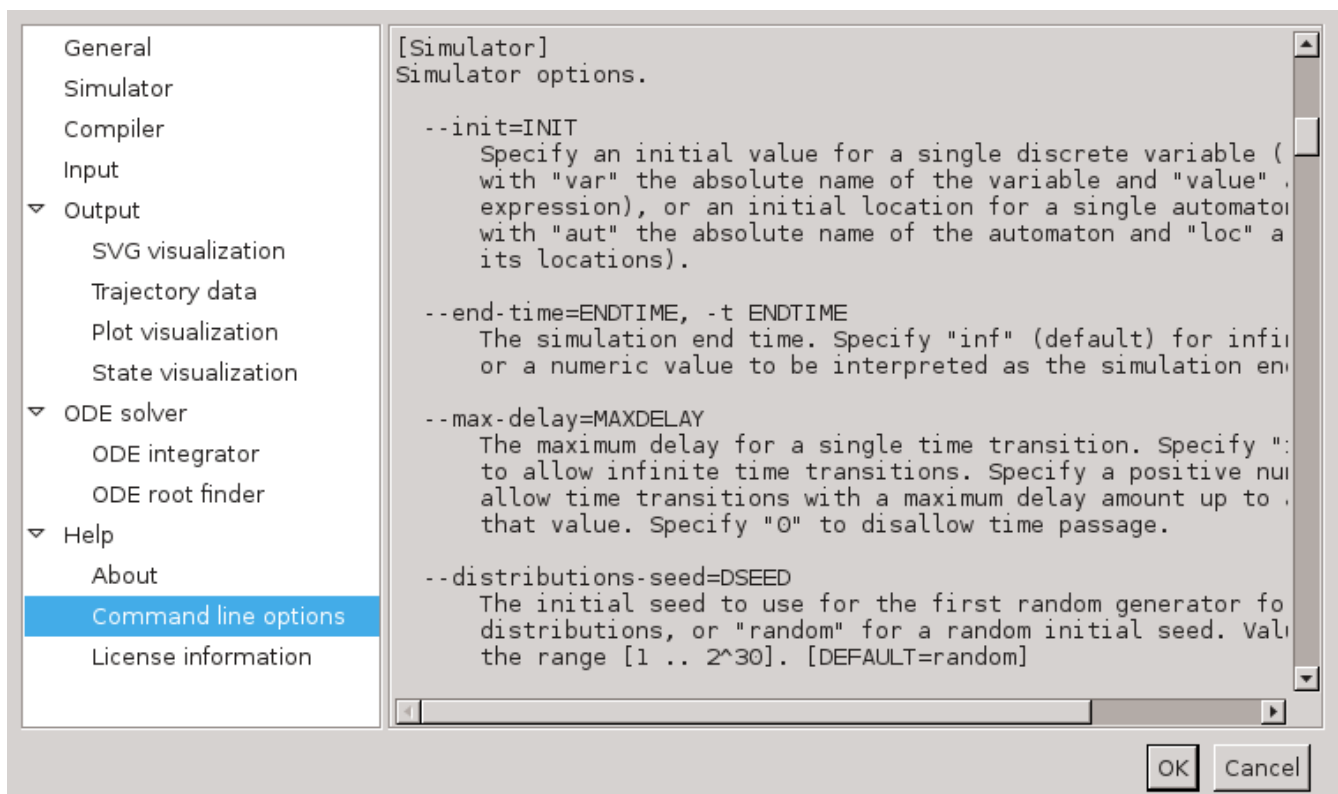 General
Simulator
Compiler
Input
Output
SVG visualization
Trajectory data
Plot visualization
State visualization
ODE solver
ODE integrator
ODE root finder
Help
About
Command line options
License information
[Simulator]
Simulator options.
--init=INIT
Specify an initial value for a single discrete variable (
with "var" the absolute name of the variable and "value"
expression), or an initial location for a single
with "aut" the absolute name of the automaton and "loc" a
its locations).
--end-time=ENDTIME, -t ENDTIME
The simulation end time. Specify "inf" (default) for
or a numeric value to be interpreted as the simulation
--max-delay=MAXDELAY
The maximum delay for a single time transition. Specify
to allow infinite time transitions. Specify a positive
allow time transitions with a maximum delay amount up to
that value. Specify "0" to disallow time passage.
--distributions-seed=DSEED
The initial seed to use for the first random generator fo
distributions, or "random" for a random initial seed.
the range [1 .. 2^30]. [DEFAULT=random]
OK
Cancel